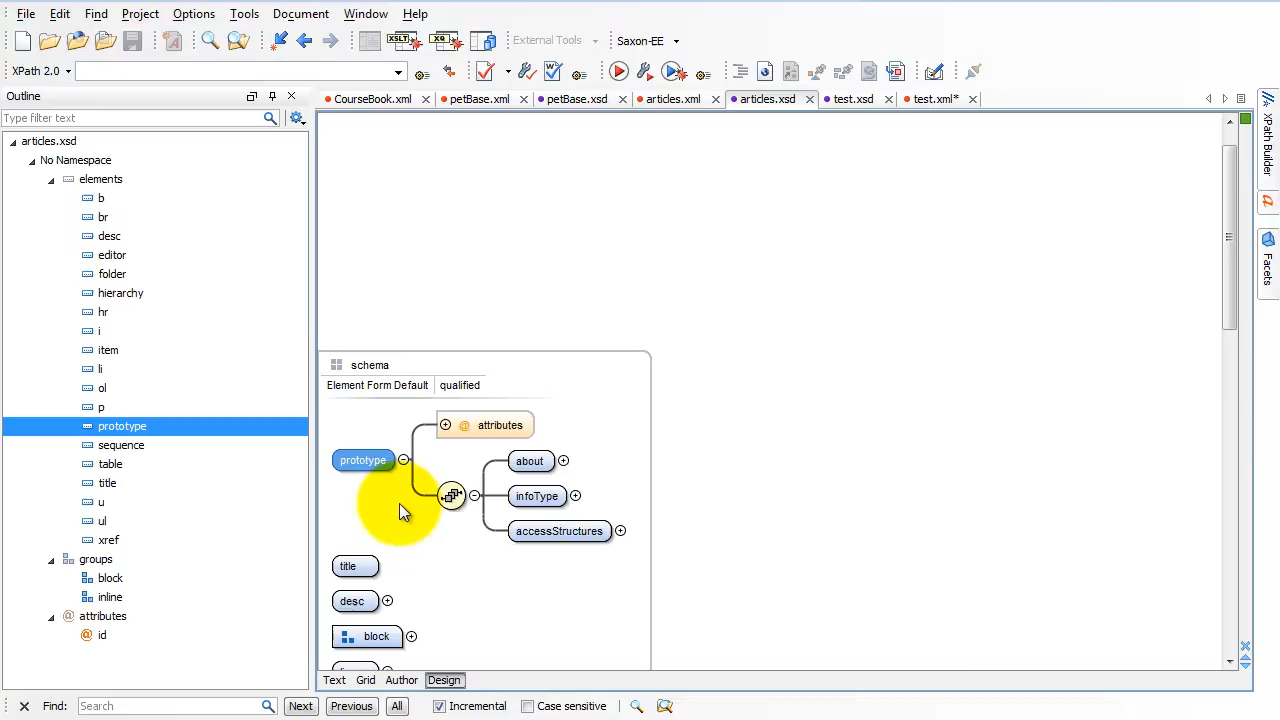 File Edit Find Project Options Tools Document Window Help
XSLT XQ External Tools Saxon-EE
XPath 2.0
Outline
CourseBook.xml petBase.xml petBase.xsd articles.xml articles.xsd test.xsd test.xml*
Type filter text
articles.xsd
No Namespace
elements
b
br
desc
editor
folder
hierarchy
hr
i
item
li
ol
p
prototype
sequence
table
title
u
ul
xref
groups
block
inline
attributes
id
schema
Element Form Default qualified
@ attributes
prototype
about
infoType
accessStructures
title
desc
block
Text Grid Author Design
XPath Builder
Facets
Find: Search Next Previous All Incremental Case sensitive